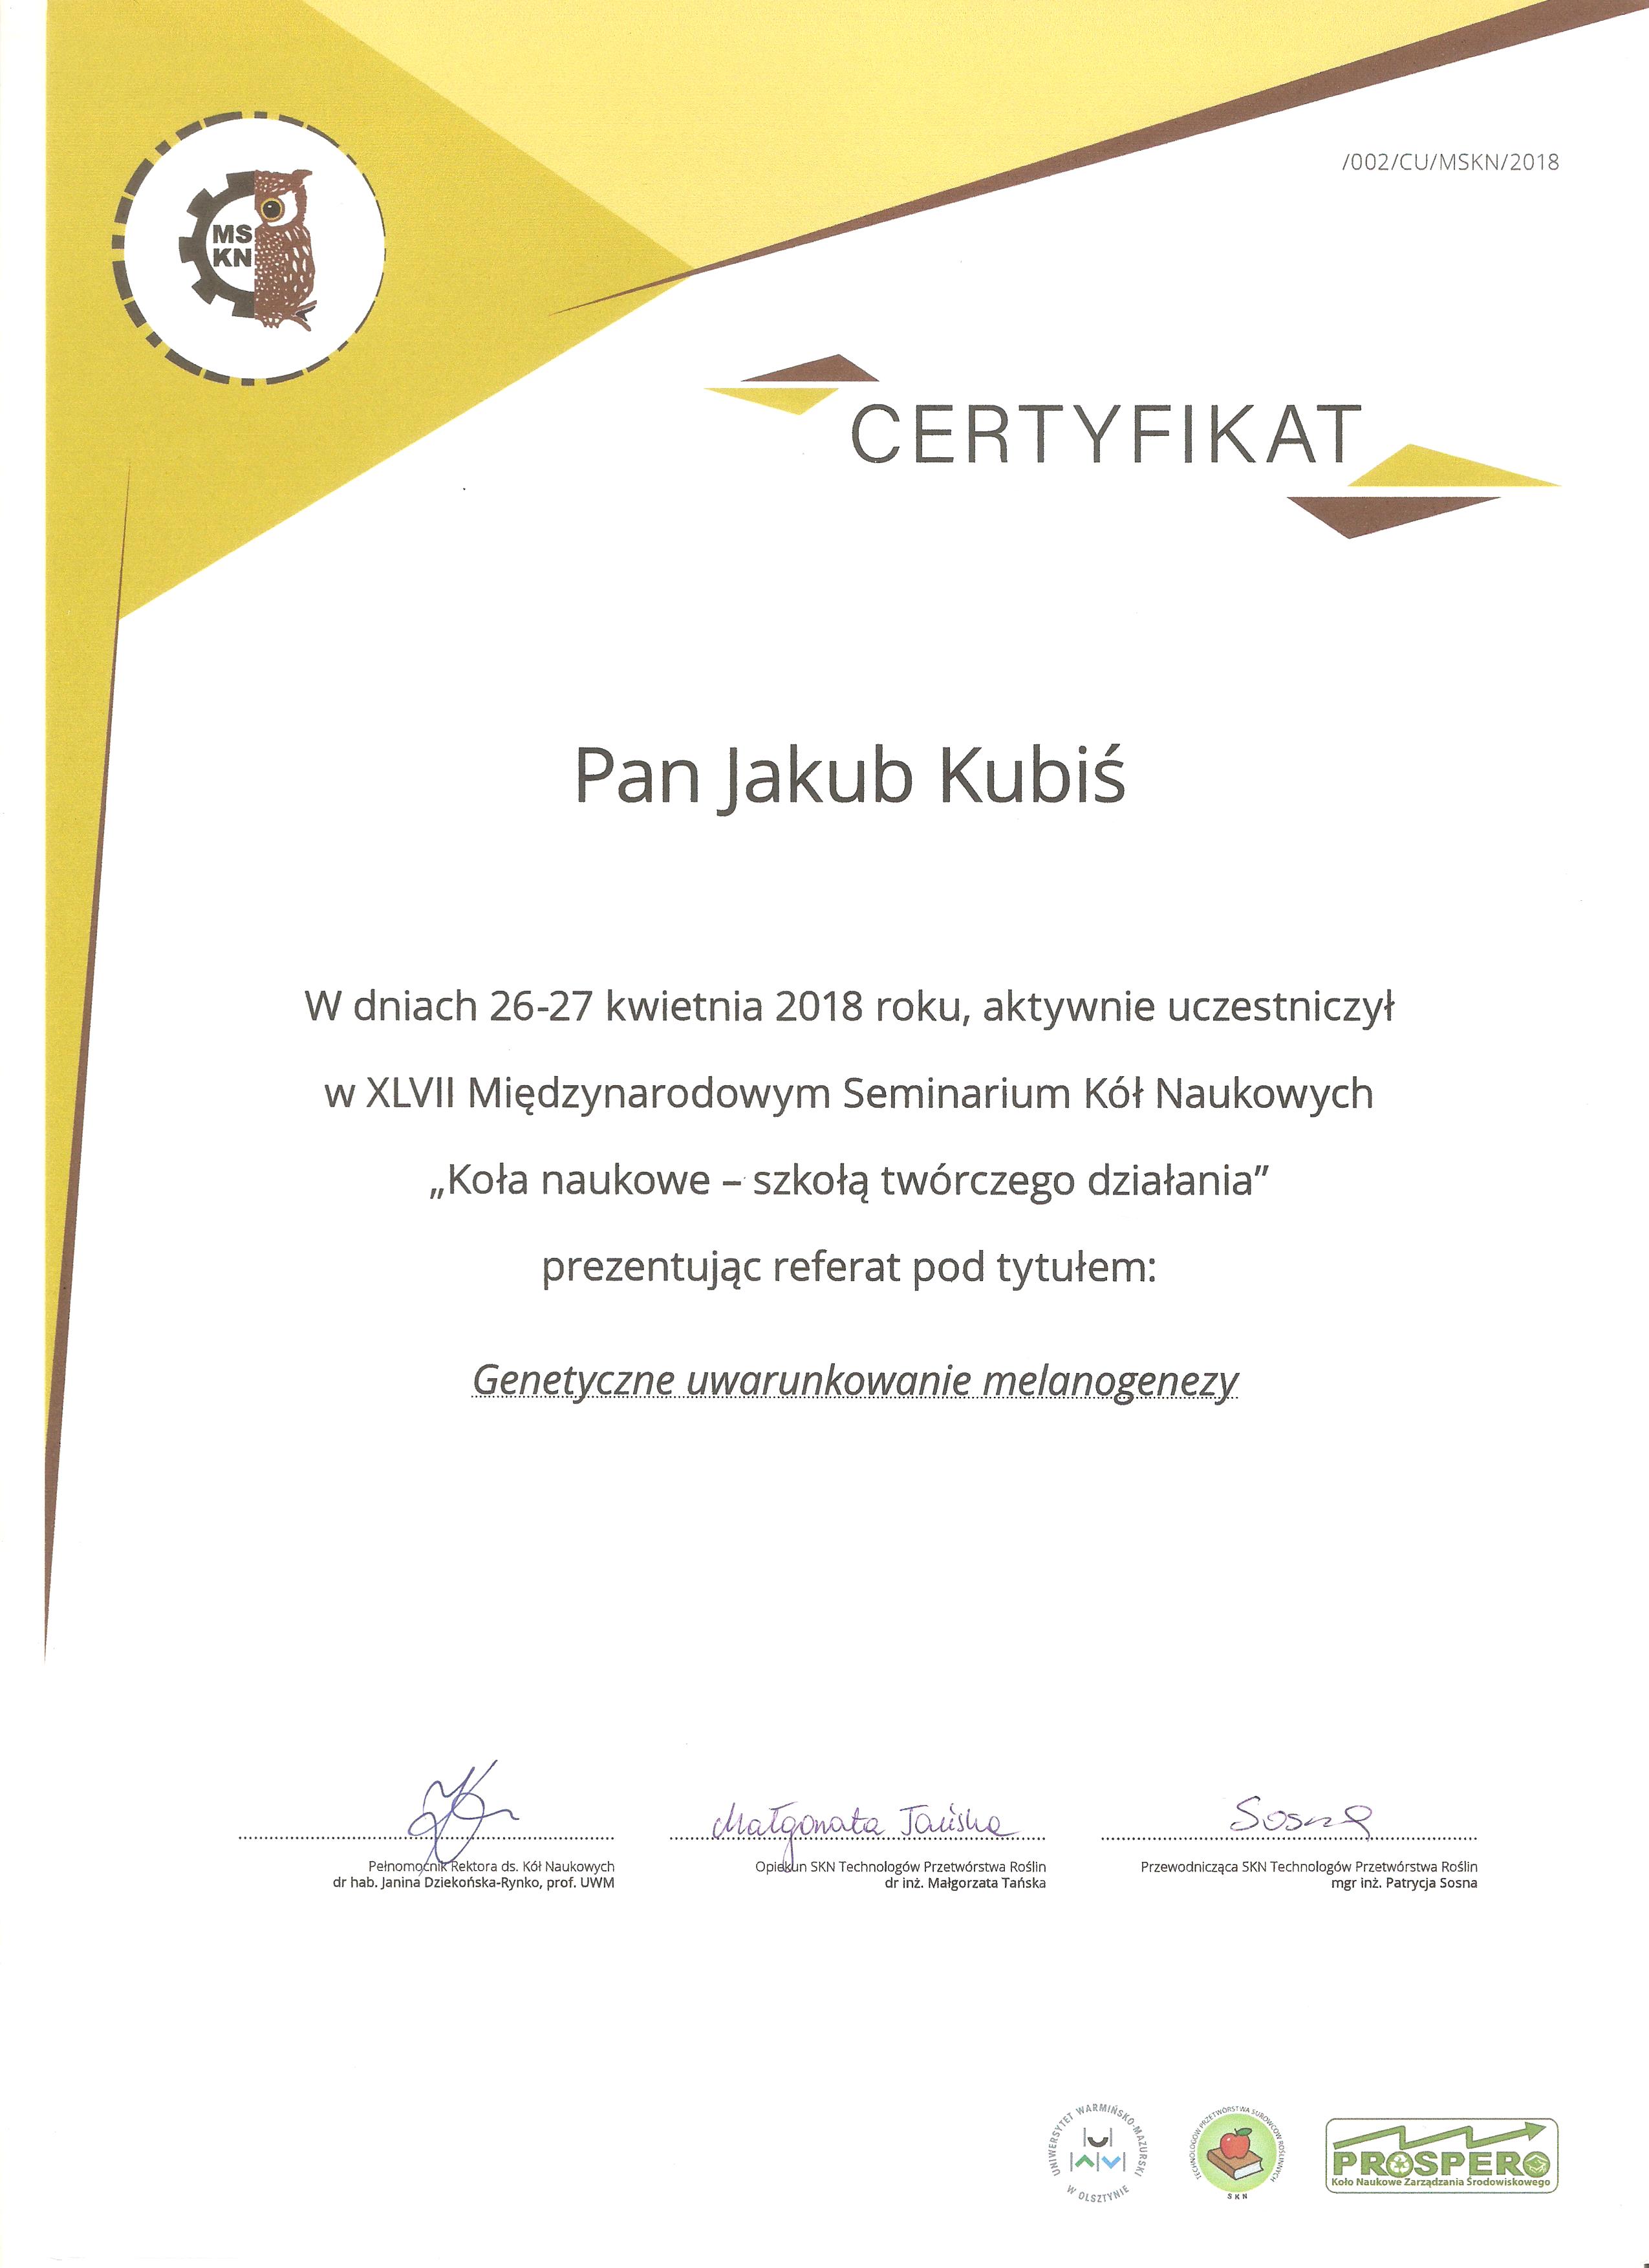 /002/CU/MSKN/2018
MS
KN
CERTYFIKAT
Pan Jakub Kubiś
W dniach 26-27 kwietnia 2018 roku, aktywnie uczestniczył
w XLVII Międzynarodowym Seminarium Kół Naukowych
„Koła naukowe – szkołą twórczego działania”
prezentując referat pod tytułem:
Genetyczne uwarunkowanie melanogenezy
Małgorzata Tańska
Sosna
Pełnomocnik Rektora ds. Kół Naukowych
dr hab. Janina Dziekońska-Rynko, prof. UWM
Opiekun SKN Technologów Przetwórstwa Roślin
dr inż. Małgorzata Tańska
Przewodnicząca SKN Technologów Przetwórstwa Roślin
mgr inż. Patrycja Sosna
UNIWERSYTET WARMIŃSKO-MAZURSKI
W OLSZTYNIE
TECHNOLOGÓW PRZETWÓRSTWA SUROWCÓW ROŚLINNYCH
SKN
PROSPERO
Koło Naukowe Zarządzania Środowiskowego